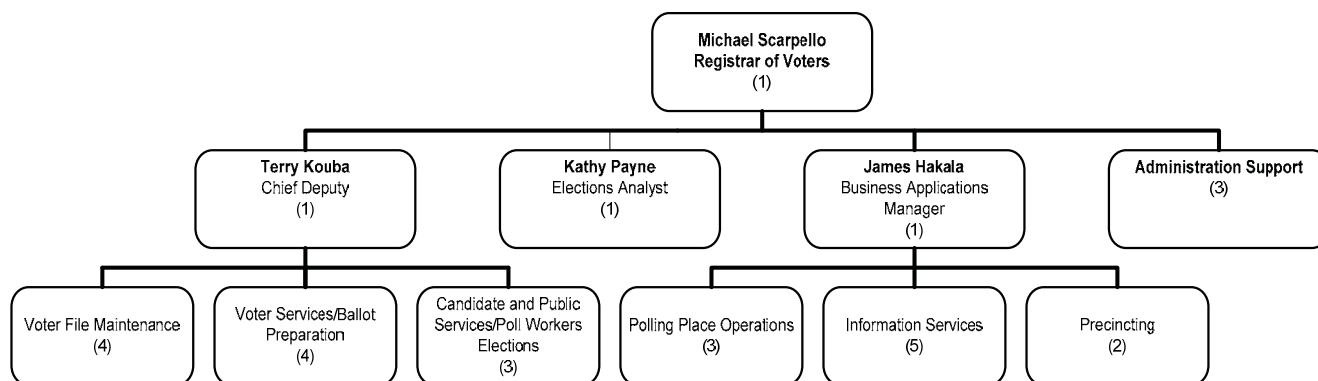 Michael Scarpello
Registrar of Voters
(1)
Terry Kouba
Chief Deputy
(1)
Kathy Payne
Elections Analyst
(1)
James Hakala
Business Applications
Manager
(1)
Administration Support
(3)
Voter File Maintenance
(4)
Voter Services/Ballot
Preparation
(4)
Candidate and Public
Services/Poll Workers
Elections
(3)
Polling Place Operations
(3)
Information Services
(5)
Precincting
(2)